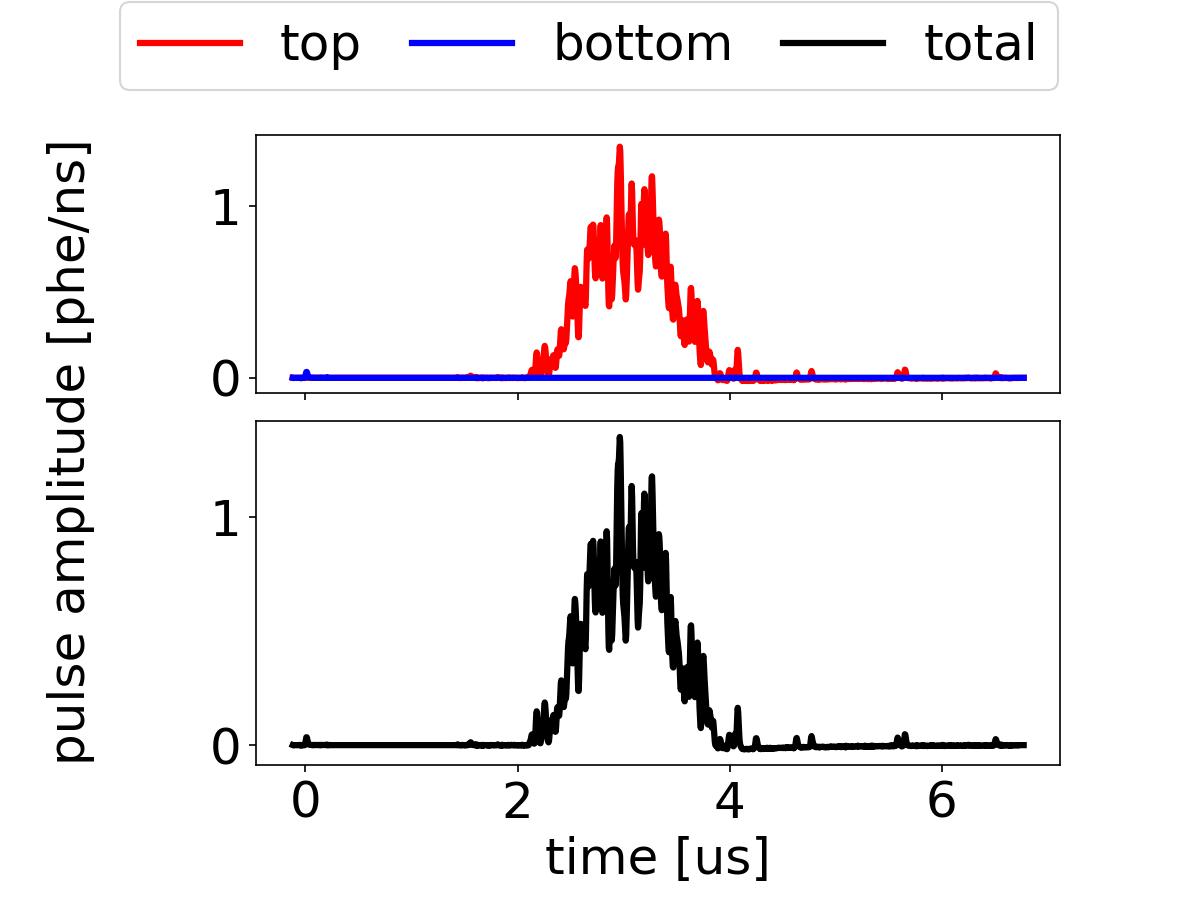 top bottom total
pulse amplitude [phe/ns]
1
0
1
0
0 2 4 6
time [us]